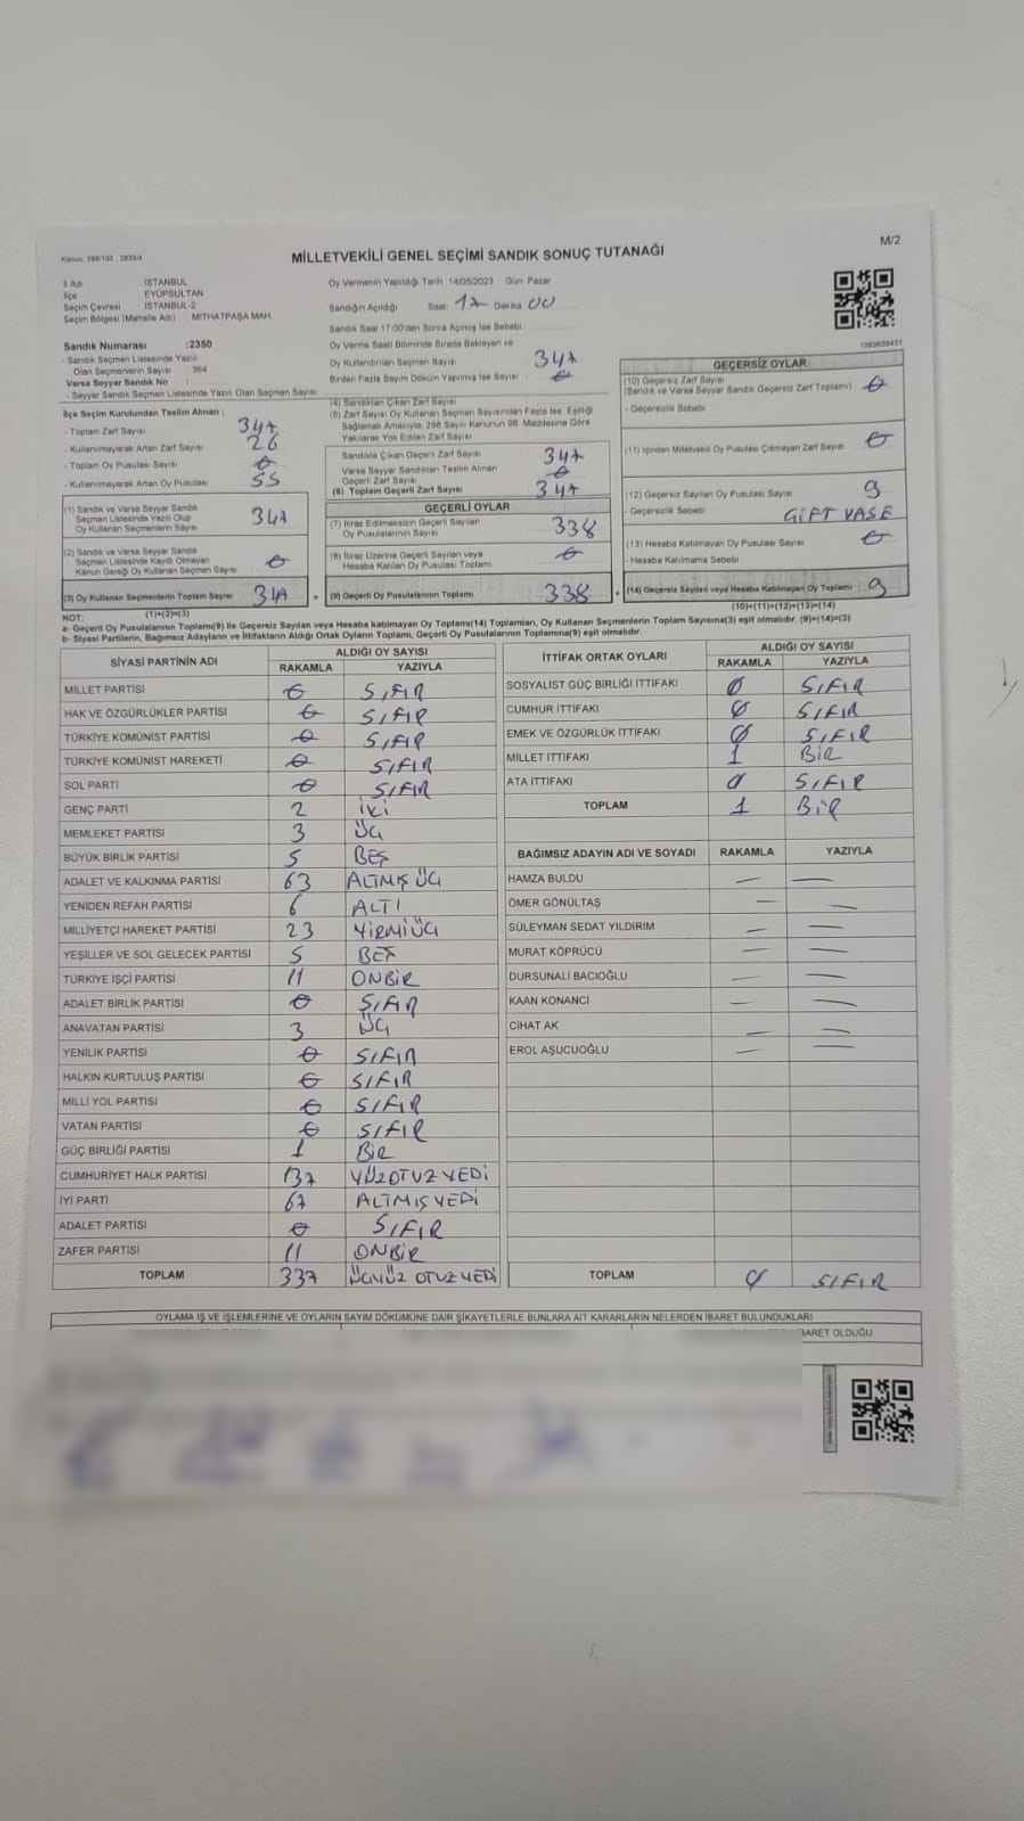 M/2
MİLLETVEKİLİ GENEL SEÇİMİ SANDIK SONUÇ TUTANAĞI
İli Adı : İSTANBUL
İlçe : EYÜPSULTAN
Seçim Çevresi : İSTANBUL-2
Seçim Bölgesi (Mahalle Adı) : MİTHATPAŞA MAH.
Oy Vermenin Yapıldığı Tarih : 14/05/2023 Gün: Pazar
Sandığın Açıldığı Saat: 17 Dakika 00
Sandık Saat 17:00'den Sonra Açılmış İse Sebebi
Sandık Numarası :2350
- Sandık Seçmen Listesinde Yazılı
Olan Seçmenlerin Sayısı 364
Varsa Seyyar Sandık No :
- Seyyar Sandık Seçmen Listesinde Yazılı Olan Seçmen Sayısı
Oy Verme Saati Bitiminde Sırada Bekleyen ve
Oy Kullandırılan Seçmen Sayısı 347
Birden Fazla Sayım Döküm Yapılmış İse Sayısı 0
İlçe Seçim Kurulundan Teslim Alınan :
- Toplam Zarf Sayısı 347
- Kullanılmayarak Artan Zarf Sayısı 26
- Toplam Oy Pusulası Sayısı 0
- Kullanılmayarak Artan Oy Pusulası 55
(1) Sandık ve Varsa Seyyar Sandık
Seçmen Listesinde Yazılı Olup
Oy Kullanan Seçmenlerin Sayısı 347
(2) Sandık ve Varsa Seyyar Sandık
Seçmen Listesinde Kayıtlı Olmayan
Kanun Gereği Oy Kullanan Seçmen Sayısı 0
(3) Oy Kullanan Seçmenlerin Toplam Sayısı 347
(1)+(2)=(3)
(4) Sandıktan Çıkan Zarf Sayısı
(5) Zarf Sayısı Oy Kullanan Seçmen Sayısından Fazla İse, Eşitliği
Sağlamak Amacıyla, 298 Sayılı Kanunun 98. Maddesine Göre
Yakılarak Yok Edilen Zarf Sayısı
Sandıkta Çıkan Geçerli Zarf Sayısı 347
Varsa Seyyar Sandıktan Teslim Alınan
Geçerli Zarf Sayısı 0
(6) Toplam Geçerli Zarf Sayısı 347
GEÇERLİ OYLAR
(7) İtiraz Edilmeksizin Geçerli Sayılan
Oy Pusulalarının Sayısı 338
(8) İtiraz Üzerine Geçerli Sayılan veya
Hesaba Katılan Oy Pusulası Toplamı 0
(9) Geçerli Oy Pusulalarının Toplamı 338
GEÇERSİZ OYLAR
(10) Geçersiz Zarf Sayısı
(Sandık ve Varsa Seyyar Sandık Geçersiz Zarf Toplamı) 0
- Geçersizlik Sebebi
(11) İçinden Milletvekili Oy Pusulası Çıkmayan Zarf Sayısı 0
(12) Geçersiz Sayılan Oy Pusulası Sayısı 9
- Geçersizlik Sebebi GİFT VASE
(13) Hesaba Katılmayan Oy Pusulası Sayısı 0
- Hesaba Katılmama Sebebi
(14) Geçersiz Sayılan veya Hesaba Katılmayan Oy Toplamı 9
(10)+(11)+(12)+(13)=(14)
NOT:
a- Geçerli Oy Pusulalarının Toplamı(9) ile Geçersiz Sayılan veya Hesaba katılmayan Oy Toplamı(14) Toplamları, Oy Kullanan Seçmenlerin Toplam Sayısına(3) eşit olmalıdır. (9)+(14)=(3)
b- Siyasi Partilerin, Bağımsız Adayların ve İttifakların Aldığı Ortak Oyların Toplamı, Geçerli Oy Pusulalarının Toplamına(9) eşit olmalıdır.
SİYASİ PARTİNİN ADI ALDIĞI OY SAYISI
RAKAMLA YAZIYLA
MİLLET PARTİSİ 0 SIFIR
HAK VE ÖZGÜRLÜKLER PARTİSİ 0 SIFIR
TÜRKİYE KOMÜNİST PARTİSİ 0 SIFIR
TÜRKİYE KOMÜNİST HAREKETİ 0 SIFIR
SOL PARTİ 0 SIFIR
GENÇ PARTİ 2 İKİ
MEMLEKET PARTİSİ 3 ÜÇ
BÜYÜK BİRLİK PARTİSİ 5 BEŞ
ADALET VE KALKINMA PARTİSİ 63 ALTMIŞ ÜÇ
YENİDEN REFAH PARTİSİ 6 ALTI
MİLLİYETÇİ HAREKET PARTİSİ 23 YİRMİÜÇ
YEŞİLLER VE SOL GELECEK PARTİSİ 5 BEŞ
TÜRKİYE İŞÇİ PARTİSİ 11 ONBİR
ADALET BİRLİK PARTİSİ 0 SIFIR
ANAVATAN PARTİSİ 3 ÜÇ
YENİLİK PARTİSİ 0 SIFIR
HALKIN KURTULUŞ PARTİSİ 0 SIFIR
MİLLİ YOL PARTİSİ 0 SIFIR
VATAN PARTİSİ 0 SIFIR
GÜÇ BİRLİĞİ PARTİSİ 1 BİR
CUMHURİYET HALK PARTİSİ 137 YÜZOTUZ YEDİ
İYİ PARTİ 67 ALTMIŞ YEDİ
ADALET PARTİSİ 0 SIFIR
ZAFER PARTİSİ 11 ONBİR
TOPLAM 337 ÜÇYÜZ OTUZ YEDİ
İTTİFAK ORTAK OYLARI ALDIĞI OY SAYISI
RAKAMLA YAZIYLA
SOSYALİST GÜÇ BİRLİĞİ İTTİFAKI 0 SIFIR
CUMHUR İTTİFAKI 0 SIFIR
EMEK VE ÖZGÜRLÜK İTTİFAKI 0 SIFIR
MİLLET İTTİFAKI 1 BİR
ATA İTTİFAKI 0 SIFIR
TOPLAM 1 BİR
BAĞIMSIZ ADAYIN ADI VE SOYADI RAKAMLA YAZIYLA
HAMZA BULDU — —
ÖMER GÖNÜLTAŞ — —
SÜLEYMAN SEDAT YILDIRIM — —
MURAT KÖPRÜCÜ — —
DURSUNALİ BACIOĞLU — —
KAAN KONANCI — —
CİHAT AK — —
EROL AŞUCUOĞLU — —
TOPLAM 0 SIFIR
OYLAMA İŞ VE İŞLEMLERİNE VE OYLARIN SAYIM DÖKÜMÜNE DAİR ŞİKAYETLERLE BUNLARA AİT KARARLARIN NELERDEN İBARET BULUNDUKLARI
BARET OLDUĞU